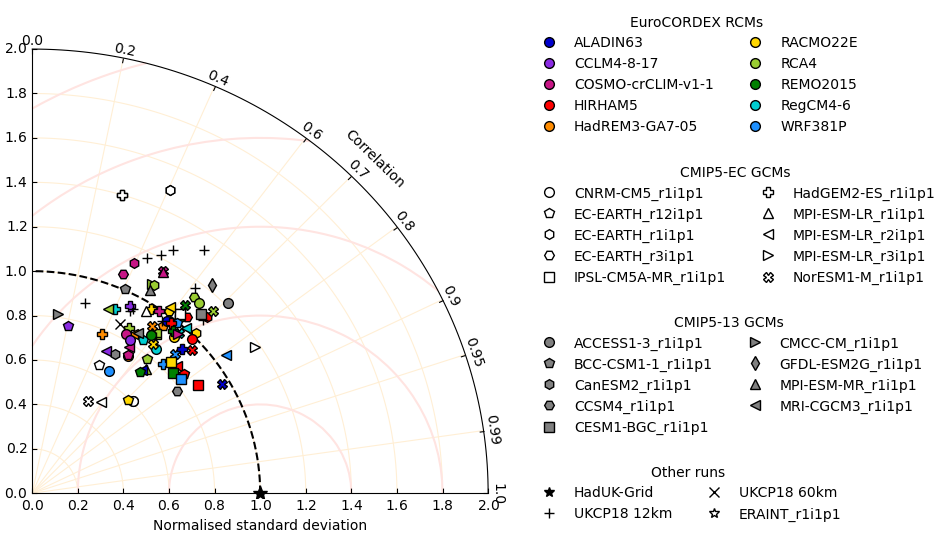 EuroCORDEX RCMs
ALADIN63 RACMO22E
CCLM4-8-17 RCA4
COSMO-crCLIM-v1-1 REMO2015
HIRHAM5 RegCM4-6
HadREM3-GA7-05 WRF381P
CMIP5-EC GCMs
CNRM-CM5_r1i1p1 HadGEM2-ES_r1i1p1
EC-EARTH_r12i1p1 MPI-ESM-LR_r1i1p1
EC-EARTH_r1i1p1 MPI-ESM-LR_r2i1p1
EC-EARTH_r3i1p1 MPI-ESM-LR_r3i1p1
IPSL-CM5A-MR_r1i1p1 NorESM1-M_r1i1p1
CMIP5-13 GCMs
ACCESS1-3_r1i1p1 CMCC-CM_r1i1p1
BCC-CSM1-1_r1i1p1 GFDL-ESM2G_r1i1p1
CanESM2_r1i1p1 MPI-ESM-MR_r1i1p1
CCSM4_r1i1p1 MRI-CGCM3_r1i1p1
CESM1-BGC_r1i1p1
Other runs
HadUK-Grid UKCP18 60km
UKCP18 12km ERAINT_r1i1p1
0.0
0.2
0.4
0.6
0.7
0.8
0.9
0.95
0.99
1.0
Correlation
2.0
1.8
1.6
1.4
1.2
1.0
0.8
0.6
0.4
0.2
0.0
0.0 0.2 0.4 0.6 0.8 1.0 1.2 1.4 1.6 1.8 2.0
Normalised standard deviation